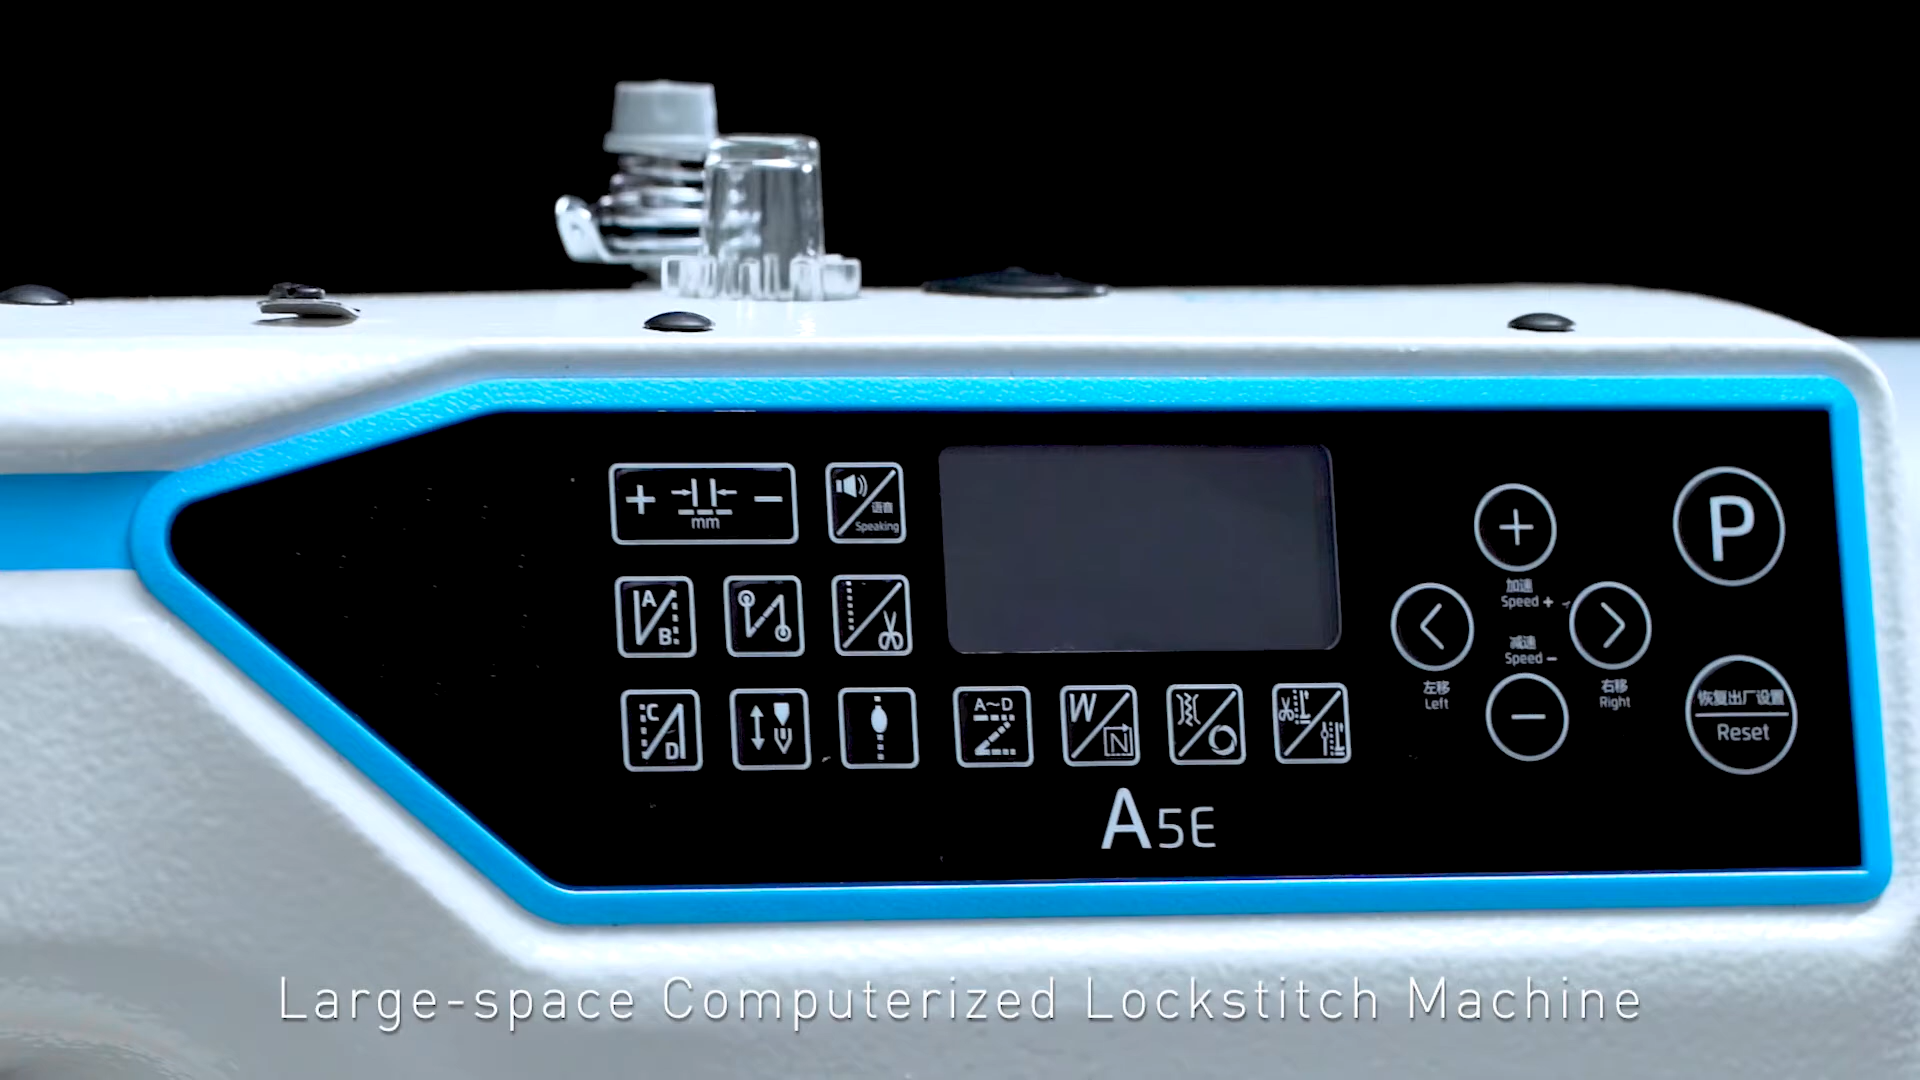 + mm −
语音
Speaking
P
+
加速
Speed +
减速
Speed −
<
>
左移
Left
右移
Right
−
恢复出厂设置
Reset
A
B
C
D
A~D
W
N
A5E
Large-space Computerized Lockstitch Machine